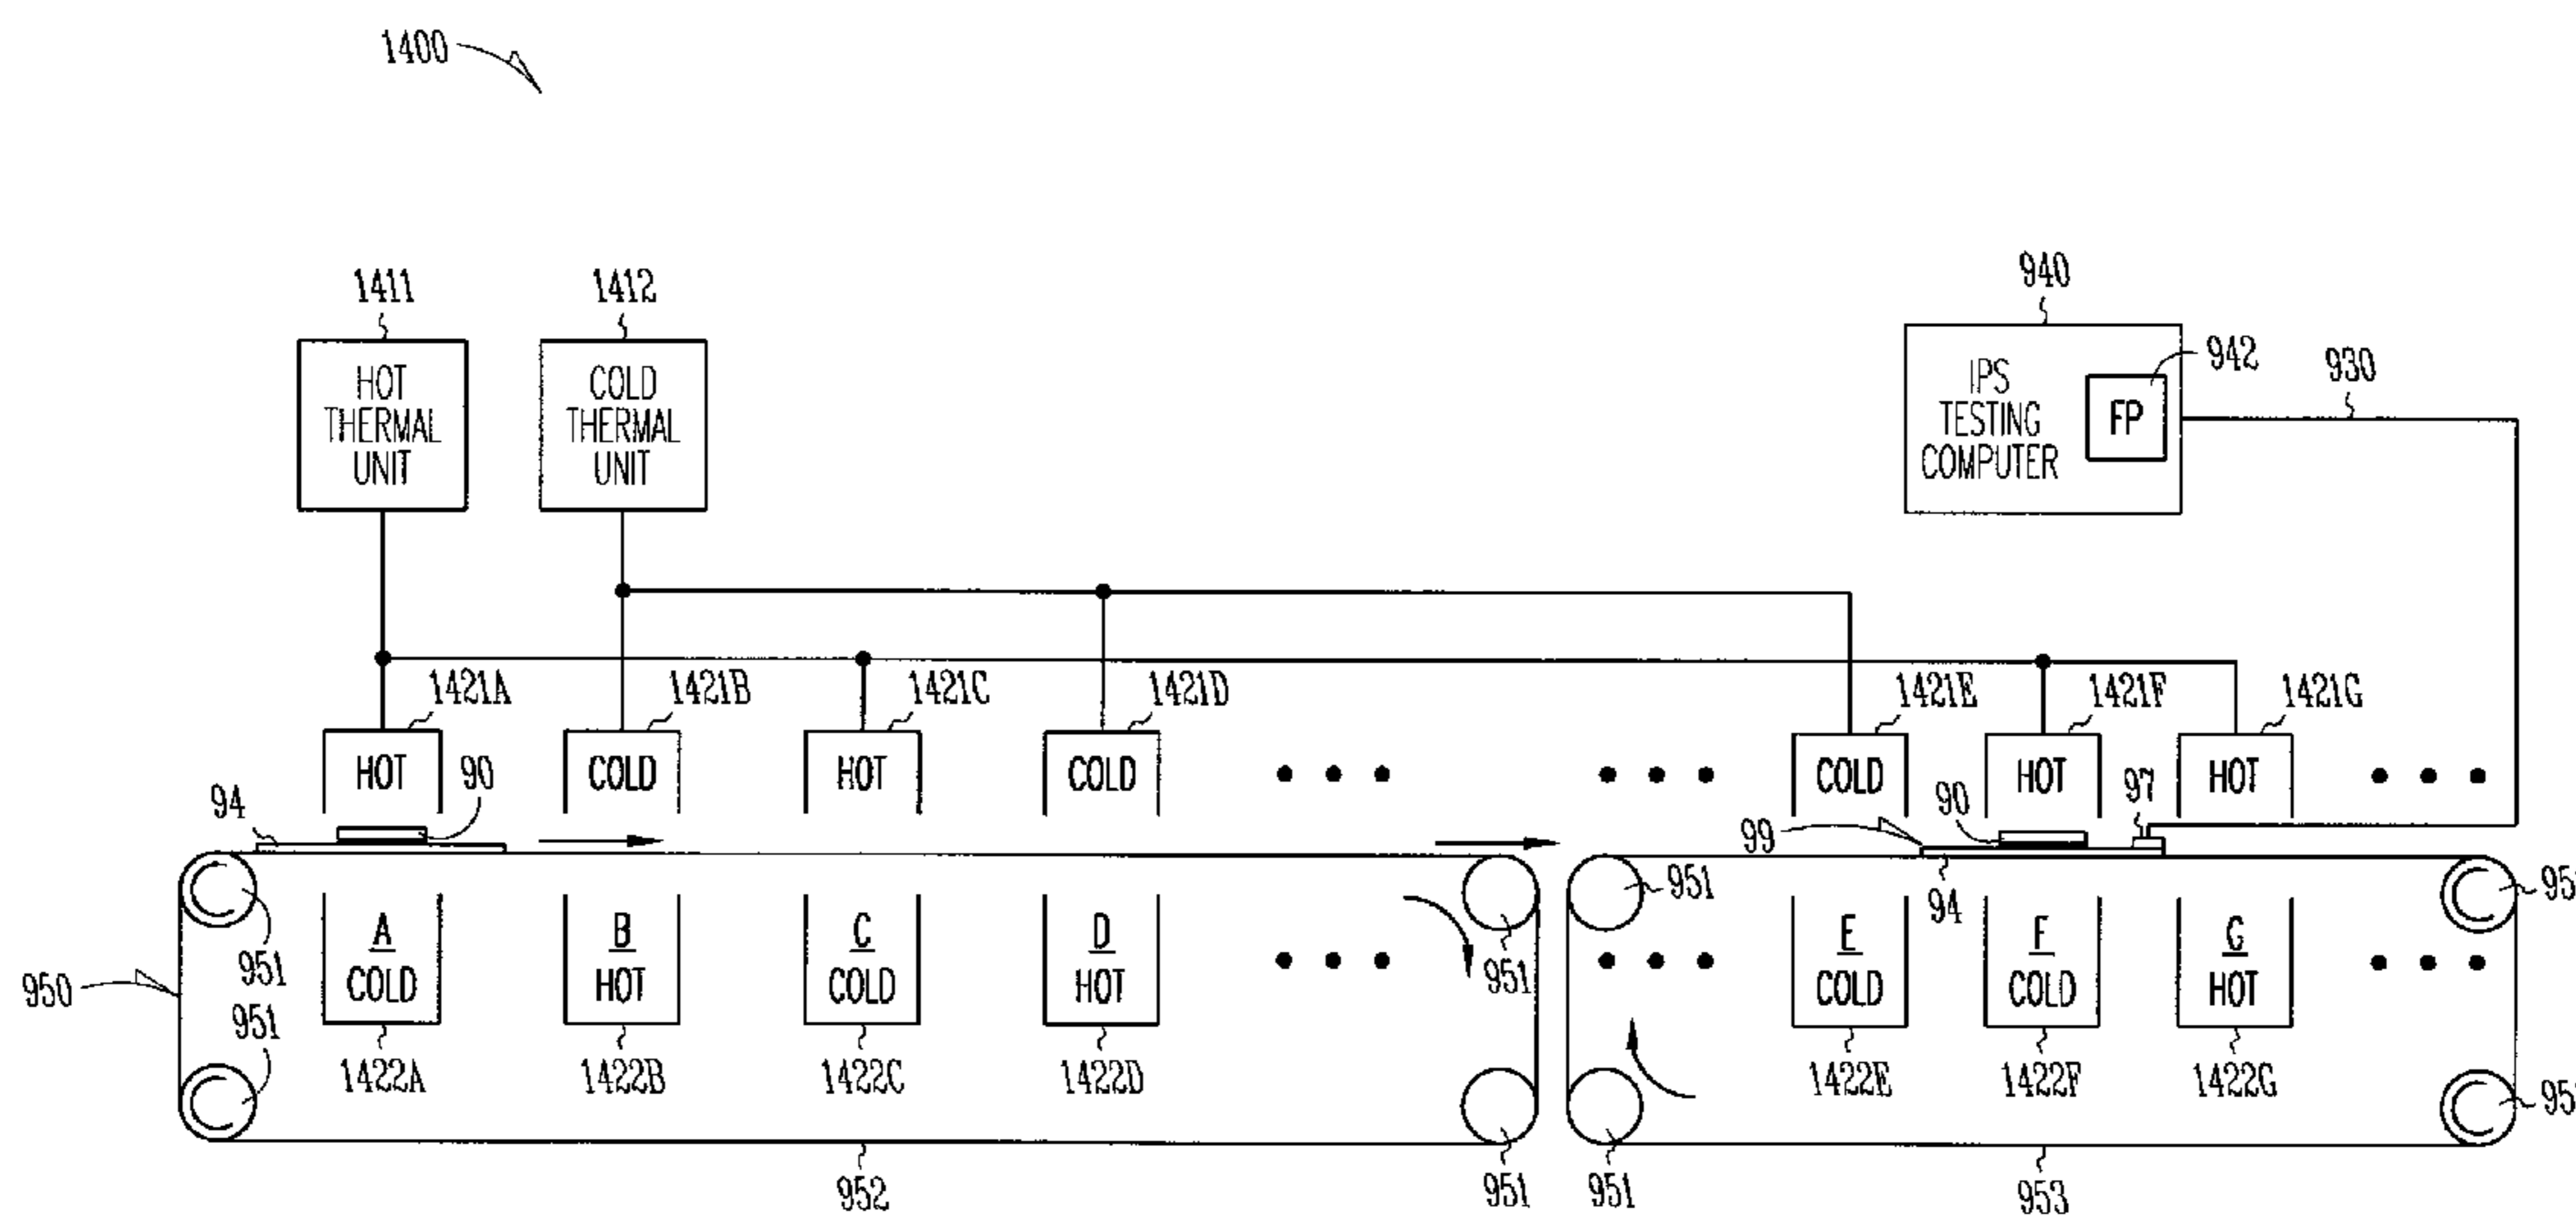 1400
1411
1412
940
HOT
THERMAL
UNIT
COLD
THERMAL
UNIT
IPS
TESTING
COMPUTER
FP
942
930
1421A
1421B
1421C
1421D
1421E
1421F
1421G
HOT
COLD
HOT
COLD
COLD
HOT
HOT
94
90
99
90
97
94
951
951
951
A
COLD
B
HOT
C
COLD
D
HOT
E
COLD
F
COLD
G
HOT
950
951
1422A
1422B
1422C
1422D
1422E
1422F
1422G
952
951
951
953